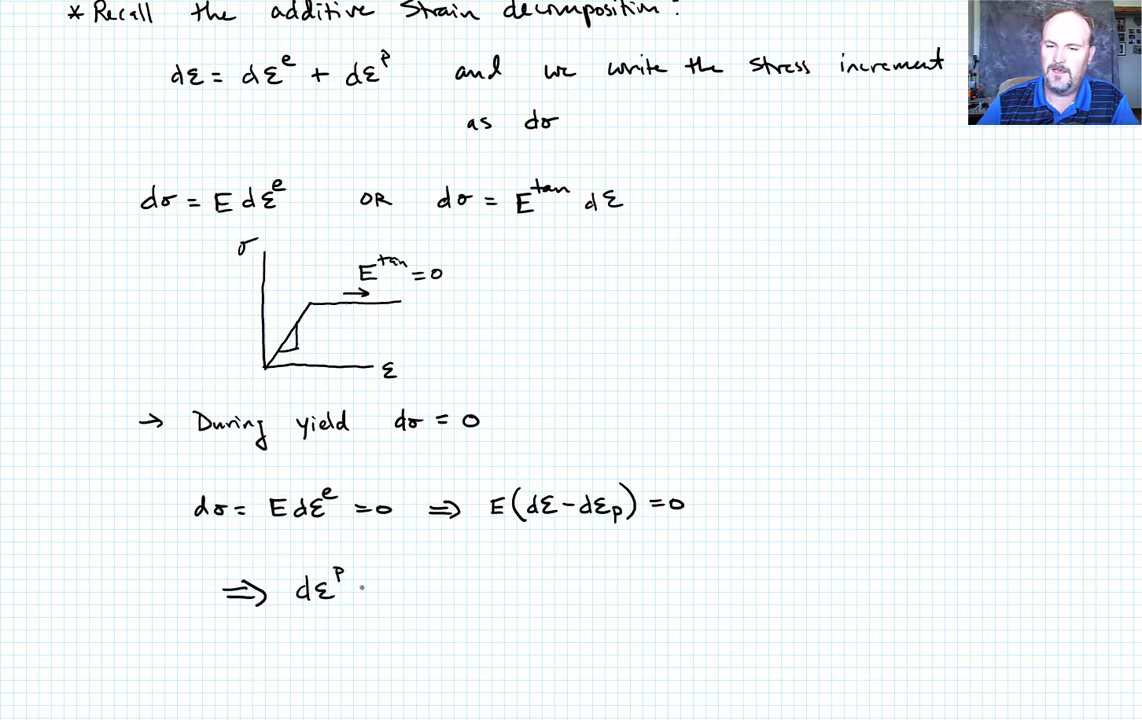 * Recall the additive strain decomposition:
dε = dε^e + dε^p and we write the stress increment
as dσ
dσ = E dε^e OR dσ = E^tan dε
σ
E^tan = 0
→
ε
→ During yield dσ = 0
dσ = E dε^e = 0 ⇒ E(dε - dε_p) = 0
⇒ dε^p